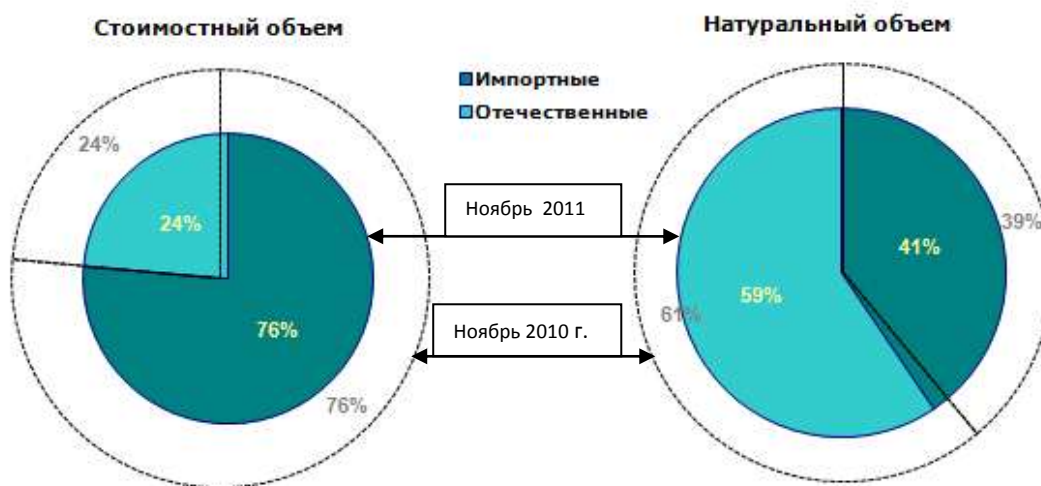 Стоимостный объем
Натуральный объем
Импортные
Отечественные
24%
24%
76%
76%
Ноябрь 2011
Ноябрь 2010 г.
39%
41%
59%
61%